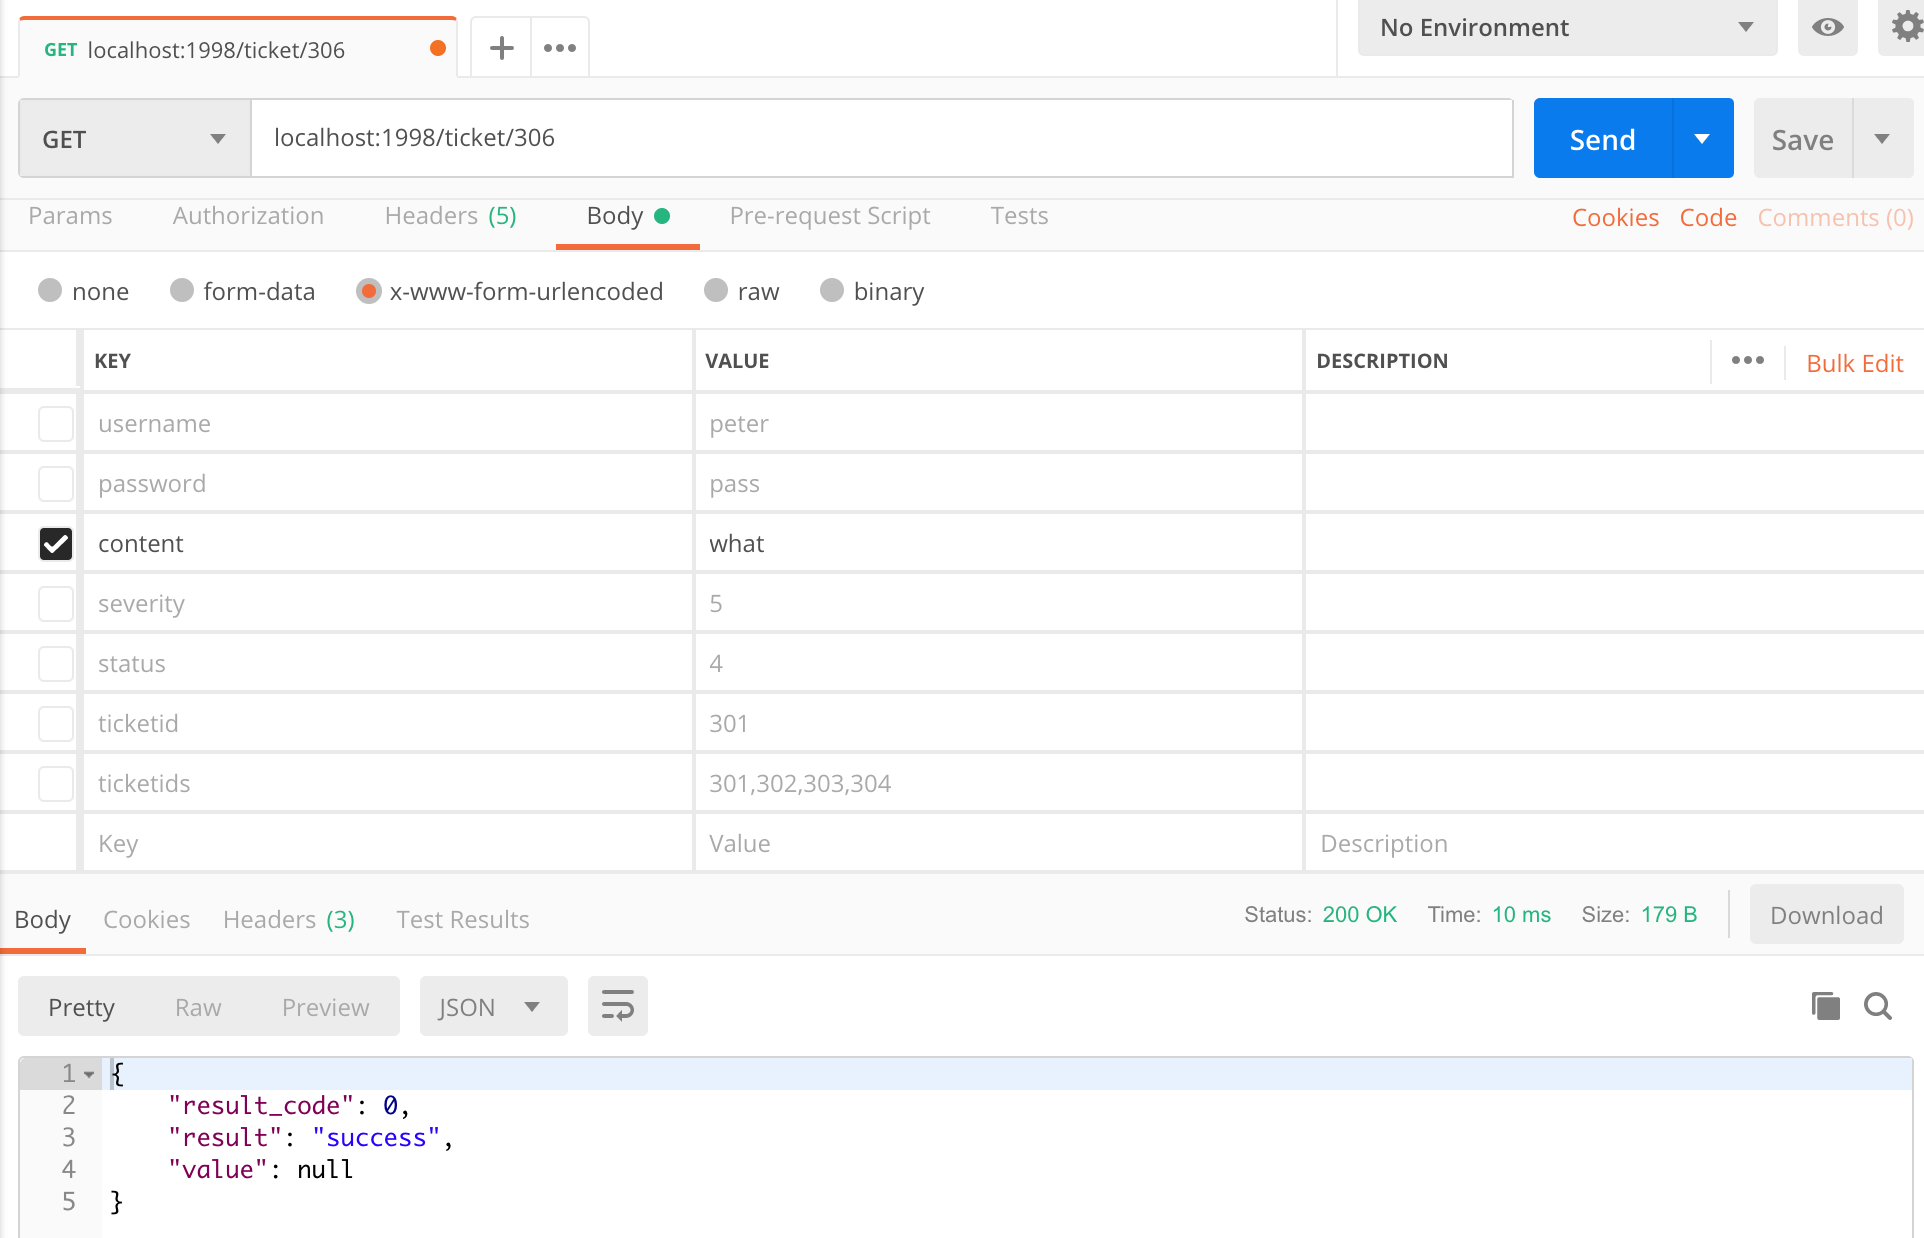 GET localhost:1998/ticket/306
No Environment
GET localhost:1998/ticket/306 Send Save
Params Authorization Headers (5) Body Pre-request Script Tests Cookies Code Comments (0)
none form-data x-www-form-urlencoded raw binary
KEY VALUE DESCRIPTION Bulk Edit
username peter
password pass
content what
severity 5
status 4
ticketid 301
ticketids 301,302,303,304
Key Value Description
Body Cookies Headers (3) Test Results Status: 200 OK Time: 10 ms Size: 179 B Download
Pretty Raw Preview JSON
1 {
2 "result_code": 0,
3 "result": "success",
4 "value": null
5 }